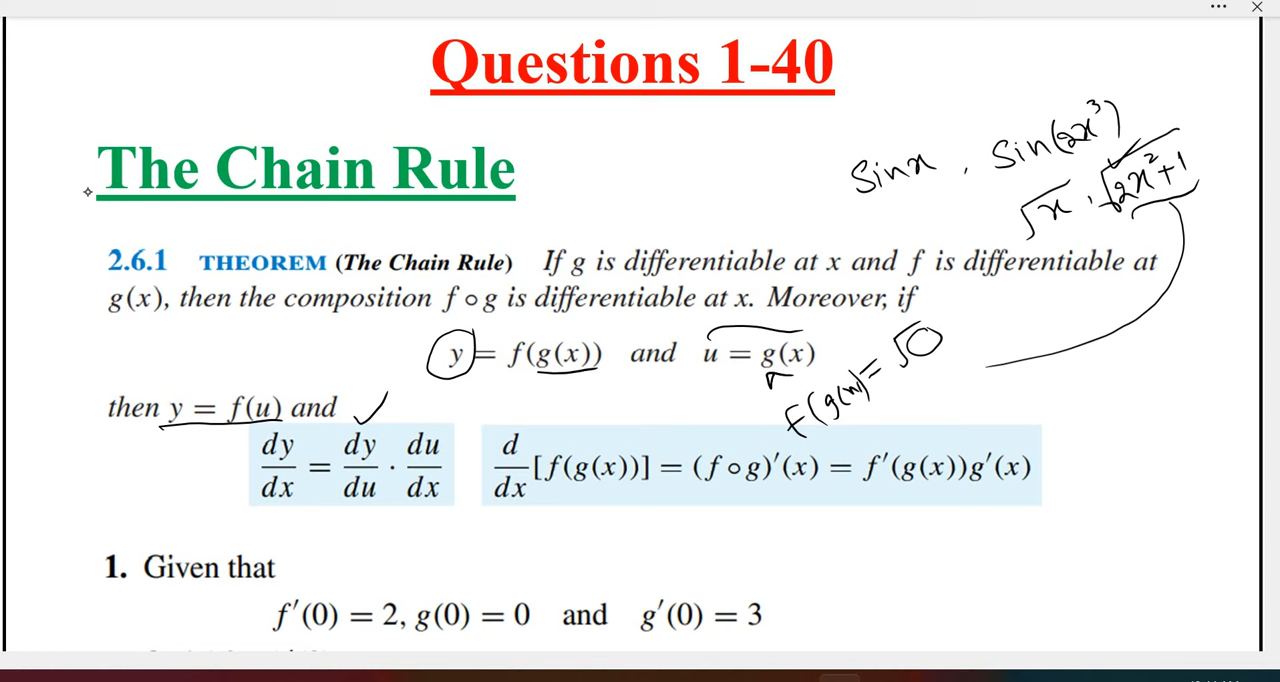 Questions 1-40
The Chain Rule
Sinx , Sin(2x³)
√x , √2x²+1
2.6.1 THEOREM (The Chain Rule) If g is differentiable at x and f is differentiable at
g(x), then the composition f ∘ g is differentiable at x. Moreover, if
y = f(g(x)) and u = g(x)
f(g(x)) = √
then y = f(u) and
dy/dx = dy/du · du/dx
d/dx [f(g(x))] = (f ∘ g)′(x) = f′(g(x))g′(x)
1. Given that
f′(0) = 2, g(0) = 0 and g′(0) = 3